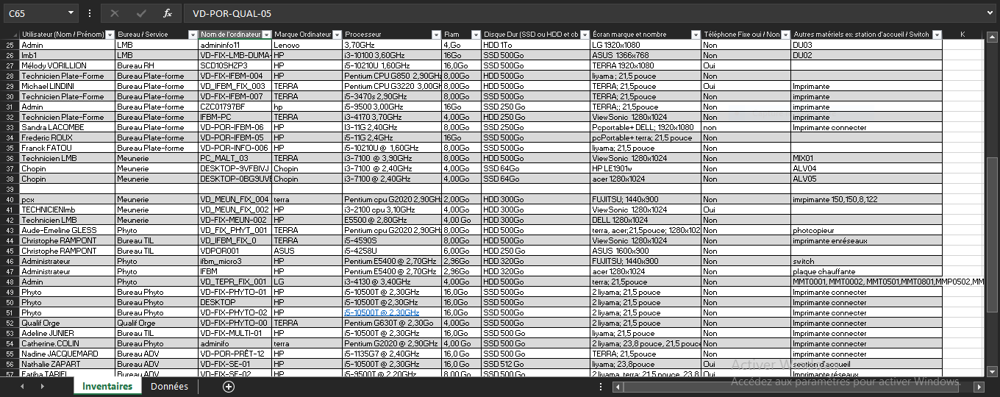 C65 VD-POR-QUAL-05
Utilisateur (Nom / Prénom) Bureau / Service Nom de l'ordinateur Marque Ordinateur Processeur Ram Disque Dur (SSD ou HDD et cb Écran marque et nombre Téléphone Fixe oui / Non Autres matériels ex: station d'accueil / Switch K
25 Admin LMB admininfo11 Lenovo 3,70GHz 4,Go HDD 1To LG 1920x1080 Non DU03
26 lmb1 LMB VD-FIX-LMB-DUMA- HP i3-10100 3,60GHz 16Go SSD 500Go ASUS 1366x768 Non DU02
27 Mélody VORILLION Bureau RH SCD10SHZP3 HP i5-10210U 1,60GHz 16,0Go SSD 500Go TERRA 1920x1080 Oui
28 Technicien Plate-Forme Bureau Plate-forme VD-FIX-IFBM-004 HP Pentium CPU G850 2,90GHz 8,00Go HDD 500Go liyama ; 21,5 pouce Non
29 Michael LINDINI Bureau Plate-forme VD_IFBM_FIX_003 TERRA Pentium CPU G3220 3,00GH 8,00Go HDD 500Go TERRA; 21,5pouce Oui Imprimante
30 Technicien Plate-Forme Bureau Plate-forme VD-FIX-IFBM-007 TERRA i5-3470s 2,90GHz 8,00Go SSD 500Go TERRA; 21,5pouce Non imprimante
31 Admin Bureau Plate-forme CZC01797BF hp i5-9500 3,00GHz 16Go SSD 250 Go TERRA;; 21,5pouce Non imprimante
32 Technicien Plate-Forme Bureau Plate-forme IFBM-PC TERRA i3-4170 3,70GHz 4,00Go HDD 250 Go ViewSonic 1280x1024 Non imprimante
33 Sandra LACOMBE Bureau Plate-forme VD-POR-IFBM-06 HP I3-11G 2,40GHz 8,00Go SSD 250Go Pcportable+ DELL; 1920x1080 non Imprimante connecter
34 Frederic ROUX Bureau Plate-forme VD-POR-IFBM-05 HP i5-11G 2,4GHz 16Go SSD 500Go pcPortable+ terra; 21,5 pouce Non
35 Franck FATOU Bureau Plate-forme VD-POR-INFO-006 HP i5-10210U @ 1,60GHz 8,00Go SSD 500Go liyama; 21,5 pouce Non
36 Technicien LMB Meunerie PC_MALT_03 TERRA i3-7100 @ 3,90GHz 8,00Go HDD 500Go ViewSonic 1280x1024 Non MIX01
37 Chopin Meunerie DESKTOP-9VFBIVJ Chopin i3-7100 @ 2,40GHz 4,00Go SSD 64Go HP LE1901w Non ALV04
38 Chopin Meunerie DESKTOP-0BG9UVE Chopin i3-7100 @ 2,40GHz 4,00Go SSD 64Go acer 1280x1024 Non ALV05
39
40 pcx Meunerie VD_MEUN_FIX_004 terra Pentium cpu G2020 2,90GHz 2,00Go HDD 300Go FUJITSU; 1440x900 Non imrpimante 150,150,8,122
41 TECHNICIENlmb Meunerie VD_MEUN_FIX_002 HP i3-2100 cpu 3,10GHz 4,00Go HDD 300Go ViewSonic 1280x1024 Oui
42 Technicien LMB Meunerie VD-FIX-MEUN-002 HP E5500 @ 2,80GHz 4,00 Go HDD 300Go DELL 1280x1024 Non
43 Aude-Emeline GLESS Phyto VD_FIX_PHYT_001 TERRA Pentium cpu G2020 2,90GHz 8,00Go HDD 500Go terra, acer;21,5pouce; 1280x102 Non photcopieur
44 Christophe RAMPONT Bureau TIL VD_IFBM_FIX_0 TERRA i5-4590S 8,00Go HDD 500Go ViewSonic 1280x1024 Non imprimante enréseaux
45 Christophe RAMPONT Bureau TIL VDPOR001 ASUS i5-4258U 6,00Go HDD 100 Go ASUS 1600x900 Non
46 Administrateur Phyto ifbm_micro3 HP Pentium E5400 @ 2,70GHz 2,96Go HDD 320Go FUJITSU; 1440x900 Non switch
47 Administrateur Phyto IFBM HP Pentium E5400 @ 2,70GHz 2,96Go HDD 320Go acer 1280x1024 Non plaque chauffante
48 Admin Phyto VD_TEPR_FIX_001 LG i3-4130 @ 3,40GHz 4,00Go SSD 500Go terra; 21,5pouce Non MMT0001, MMT0002, MMT0501,MMT0801,MMP0502,MM
49 Phyto Bureau Phyto VD-FIX-PHYTO-01 HP i5-10500T @ 2,30GHz 16,0Go SSD 500Go 2 liyama; 21,5 pouce Non Imprimante connecter
50 Phyto Bureau Phyto DESKTOP HP i5-10500T @ 2,30GHz 16,0Go SSD 500Go 2 liyama; 21,5 pouce Non Imprimante connecter
51 Phyto Bureau Phyto VD-FIX-PHYTO-02 HP i5-10500T @ 2,30GHz 16,0Go SSD 500Go 2 liyama; 21,5 pouce Non Imprimante connecter
52 Qualif Orge Qualif Orge VD-FIX-PHYTO-00 TERRA Pentium G630T @ 2,30Go 4,00Go SSD 500Go 2 liyama; 21,5 pouce Non Imprimante connecter
53 Adeline JUNIER Bureau TIL VD-FIX-MULTI-01 HP i5-10500T @ 2,30GHz 16,0Go SSD 500 Go 2 liyama; 21,5 pouce Non Imprimante connecter
54 Catherine.COLIN Bureau Phyto adminifo terra Pentium G2020 @ 2,90GHz 4,00 Go SSD 500 Go 2 liyama; 23,8 pouce, 21,5 pouce Non imprimante connecter
55 Nadine JACQUEMARD Bureau ADV VD-POR-PRÊT-12 HP i5-1135G7 @ 2,40GHz 16,0Go SSD 500 Go TERRA; 21,5pouce Non Imprimante connecter
56 Nathalie ZAPART Bureau ADV VD-FIX-SE-01 HP i5-10500T @ 2,30GHz 16,0 Go SSD 512 Go liyama; 23,8pouce Oui section d'accueil
57 Fatiha TARIEL Bureau ADV VD-FIX-SE-02 HP i5-9500T @ 2,20GHz 8,00 Go SSD 500 Go liyama, terra; 21,5 pouce, 23,8 Oui Imprimante réseaux
Activer Windows
Accédez aux paramètres pour activer Windows.
Inventaires Données